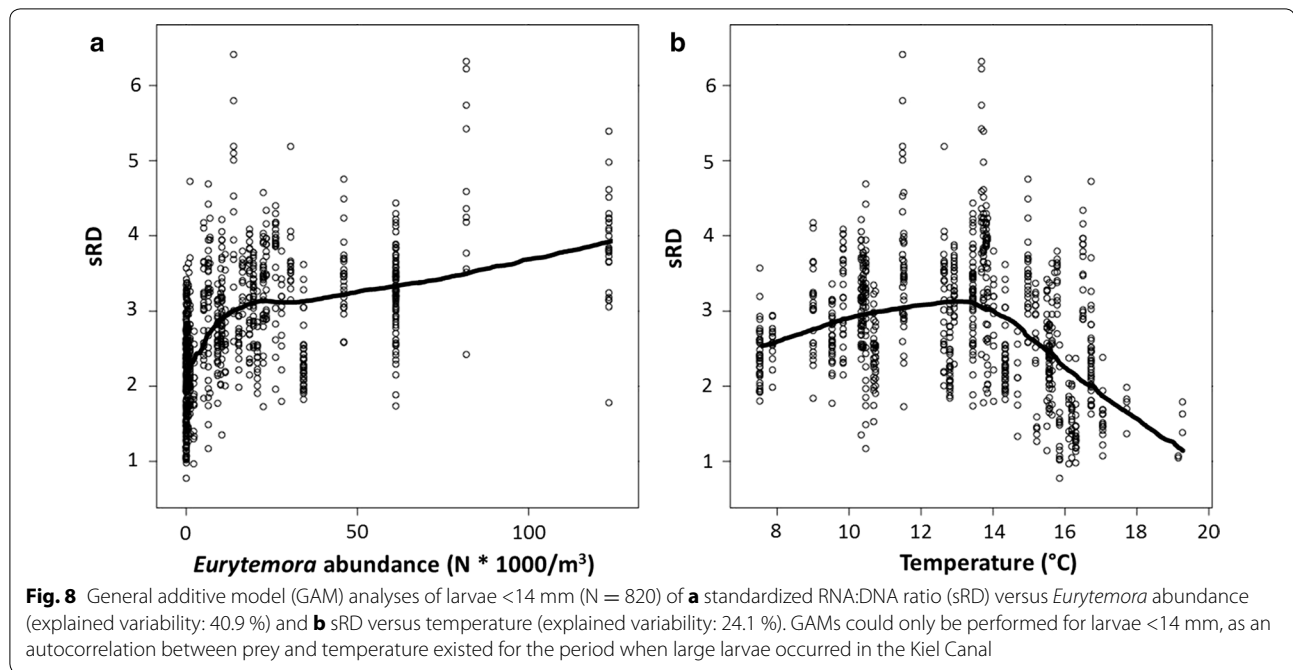 a
b
6
5
4
3
2
1
sRD
0
50
100
Eurytemora abundance (N * 1000/m³)
6
5
4
3
2
1
sRD
8
10
12
14
16
18
20
Temperature (°C)
Fig. 8 General additive model (GAM) analyses of larvae <14 mm (N = 820) of a standardized RNA:DNA ratio (sRD) versus Eurytemora abundance
(explained variability: 40.9 %) and b sRD versus temperature (explained variability: 24.1 %). GAMs could only be performed for larvae <14 mm, as an
autocorrelation between prey and temperature existed for the period when large larvae occurred in the Kiel Canal